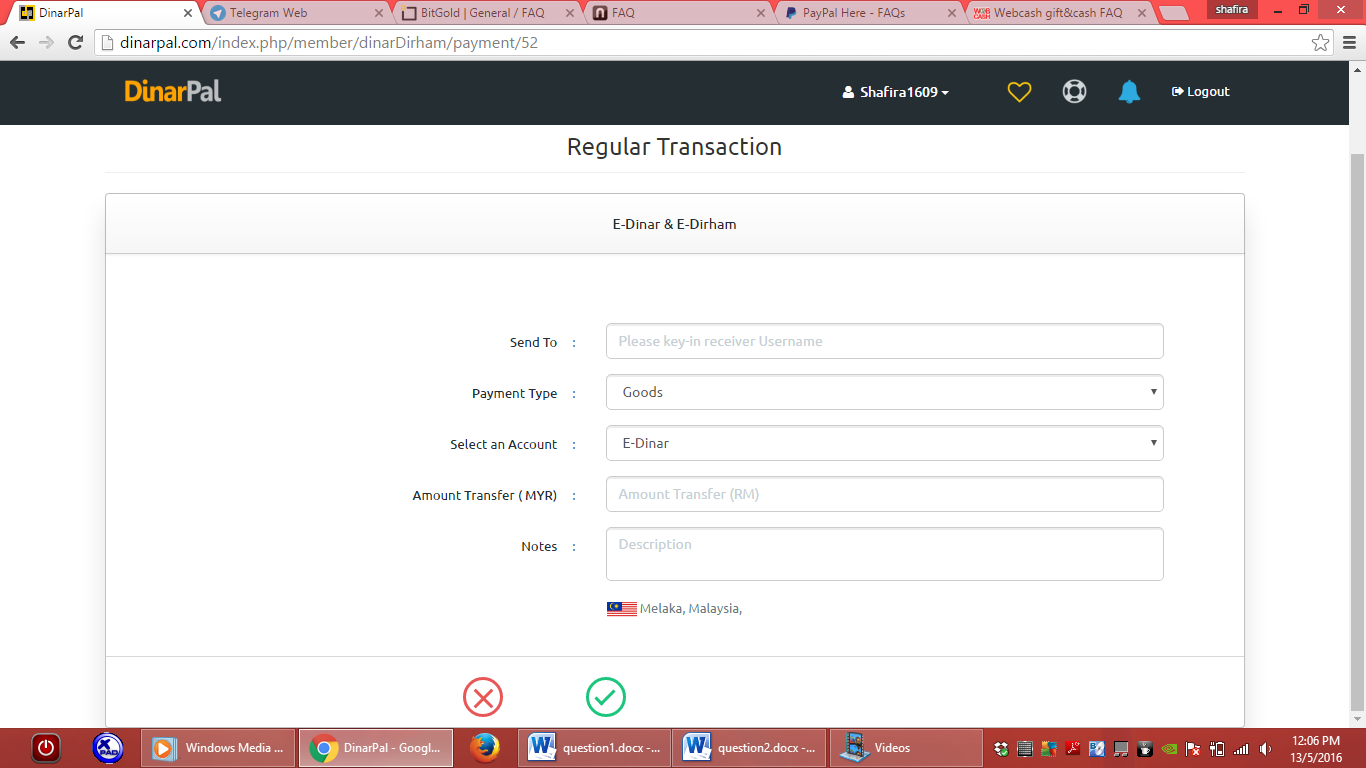 DinarPal
Telegram Web
BitGold | General / FAQ
FAQ
PayPal Here - FAQs
Webcash gift&cash FAQ
shafira
dinarpal.com/index.php/member/dinarDirham/payment/52
DinarPal
Shafira1609
Logout
Regular Transaction
E-Dinar & E-Dirham
Send To : Please key-in receiver Username
Payment Type : Goods
Select an Account : E-Dinar
Amount Transfer ( MYR) : Amount Transfer (RM)
Notes : Description
Melaka, Malaysia,
Windows Media ...
DinarPal - Googl...
question1.docx -...
question2.docx -...
Videos
12:06 PM
13/5/2016